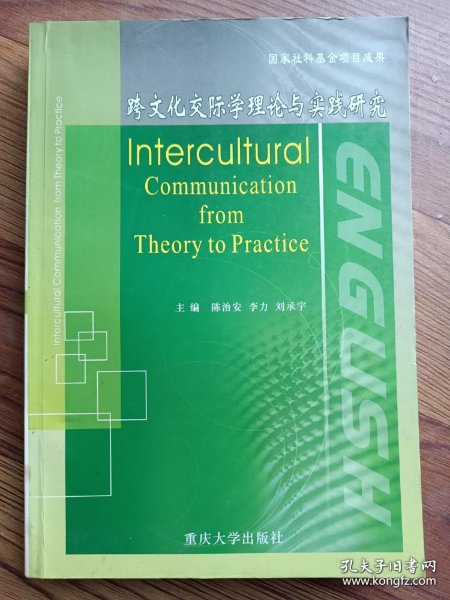 国家社科基金项目成果
跨文化交际学理论与实践研究
Intercultural
Communication
from
Theory to Practice
主编 陈治安 李力 刘承宇
ENGLISH
Intercultural Communication from Theory to Practice
重庆大学出版社
孔夫子旧书网
www.kongfz.com